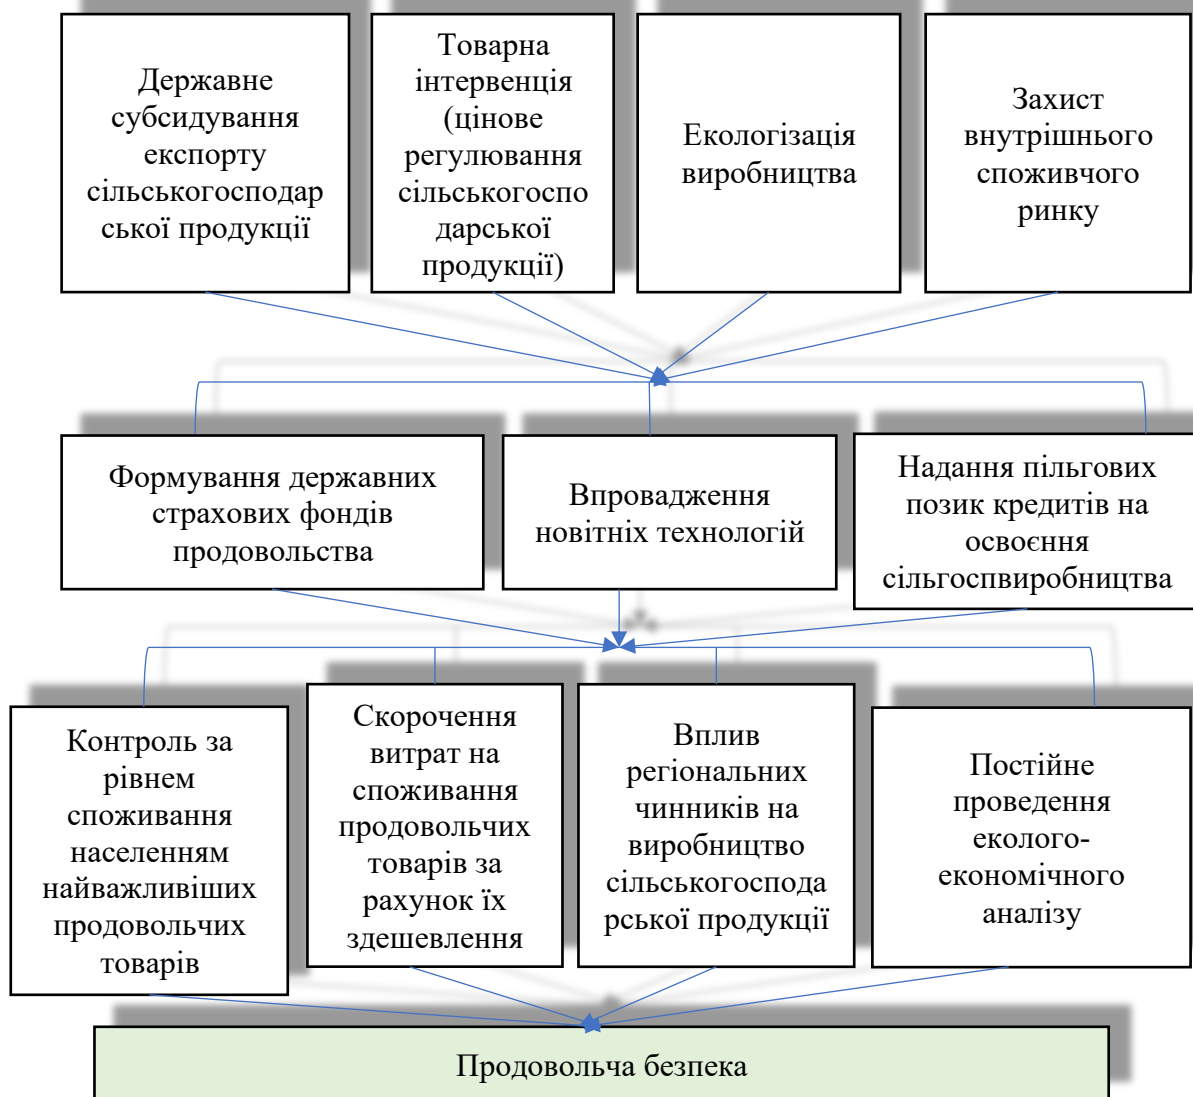 Державне
субсидування
експорту
сільськогосподар
ської продукції
Товарна
інтервенція
(цінове
регулювання
сільськогоспо
дарської
продукції)
Екологізація
виробництва
Захист
внутрішнього
споживчого
ринку
Формування державних
страхових фондів
продовольства
Впровадження
новітніх технологій
Надання пільгових
позик кредитів на
освоєння
сільгоспвиробництва
Контроль за
рівнем
споживання
населенням
найважливіших
продовольчих
товарів
Скорочення
витрат на
споживання
продовольчих
товарів за
рахунок їх
здешевлення
Вплив
регіональних
чинників на
виробництво
сільськогоспода
рської продукції
Постійне
проведення
еколого-
економічного
аналізу
Продовольча безпека